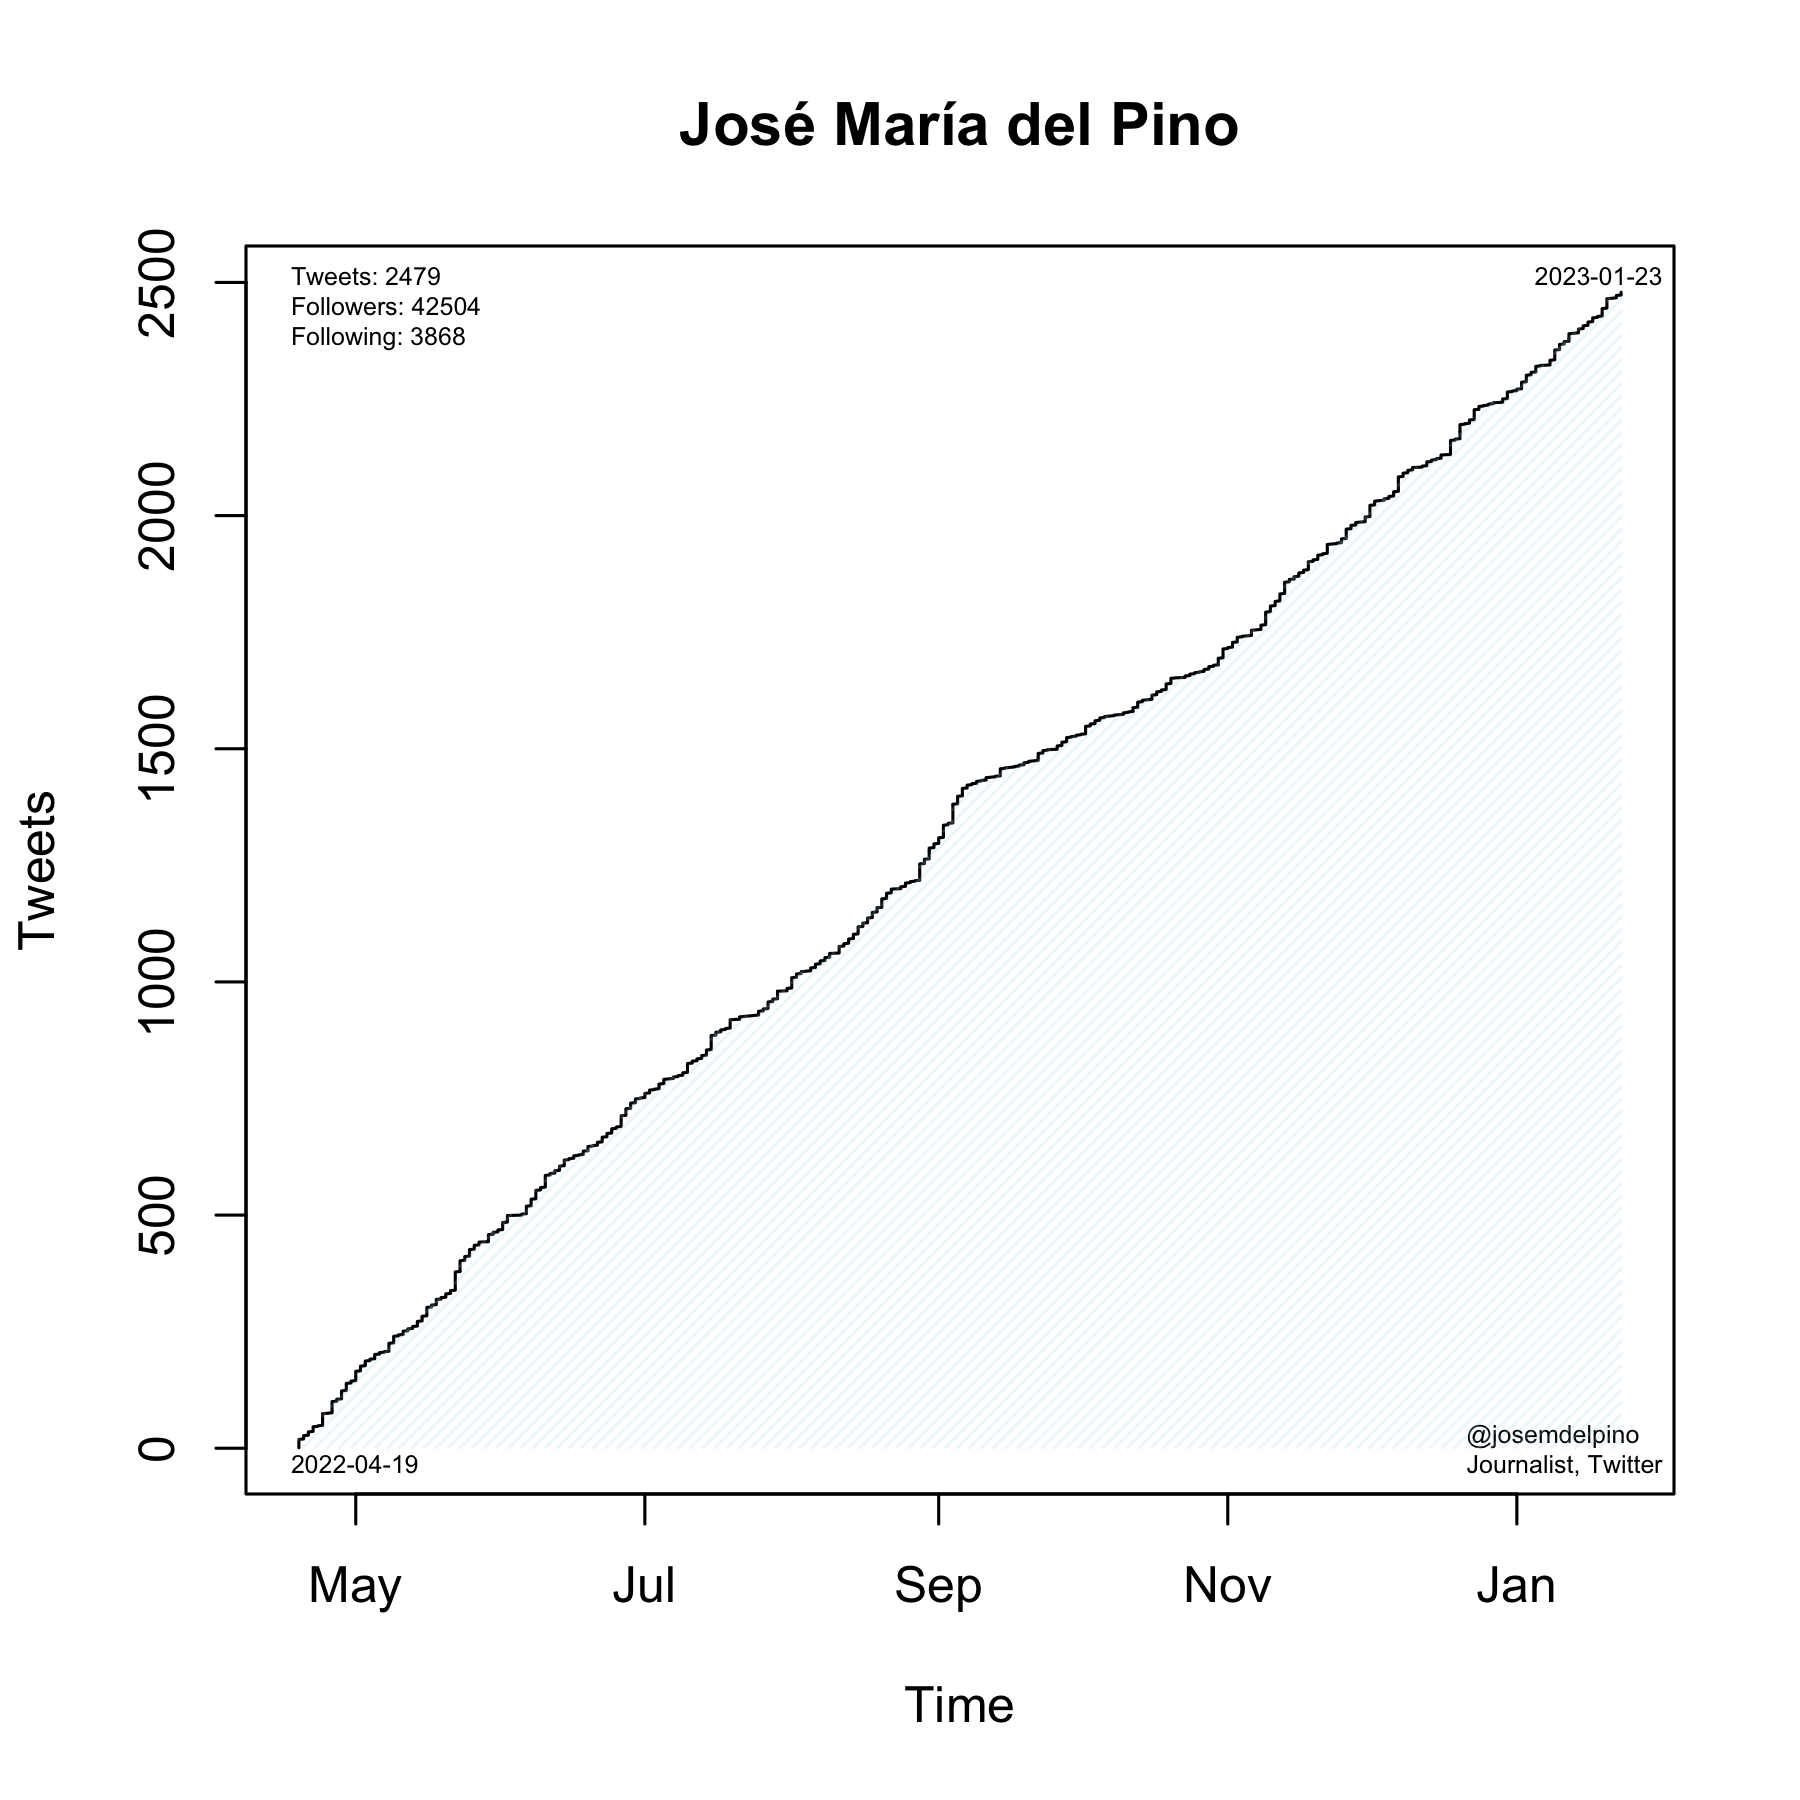 José María del Pino
Tweets: 2479
Followers: 42504
Following: 3868
2023-01-23
2500
2000
1500
1000
500
0
Tweets
@josemdelpino
Journalist, Twitter
2022-04-19
May Jul Sep Nov Jan
Time